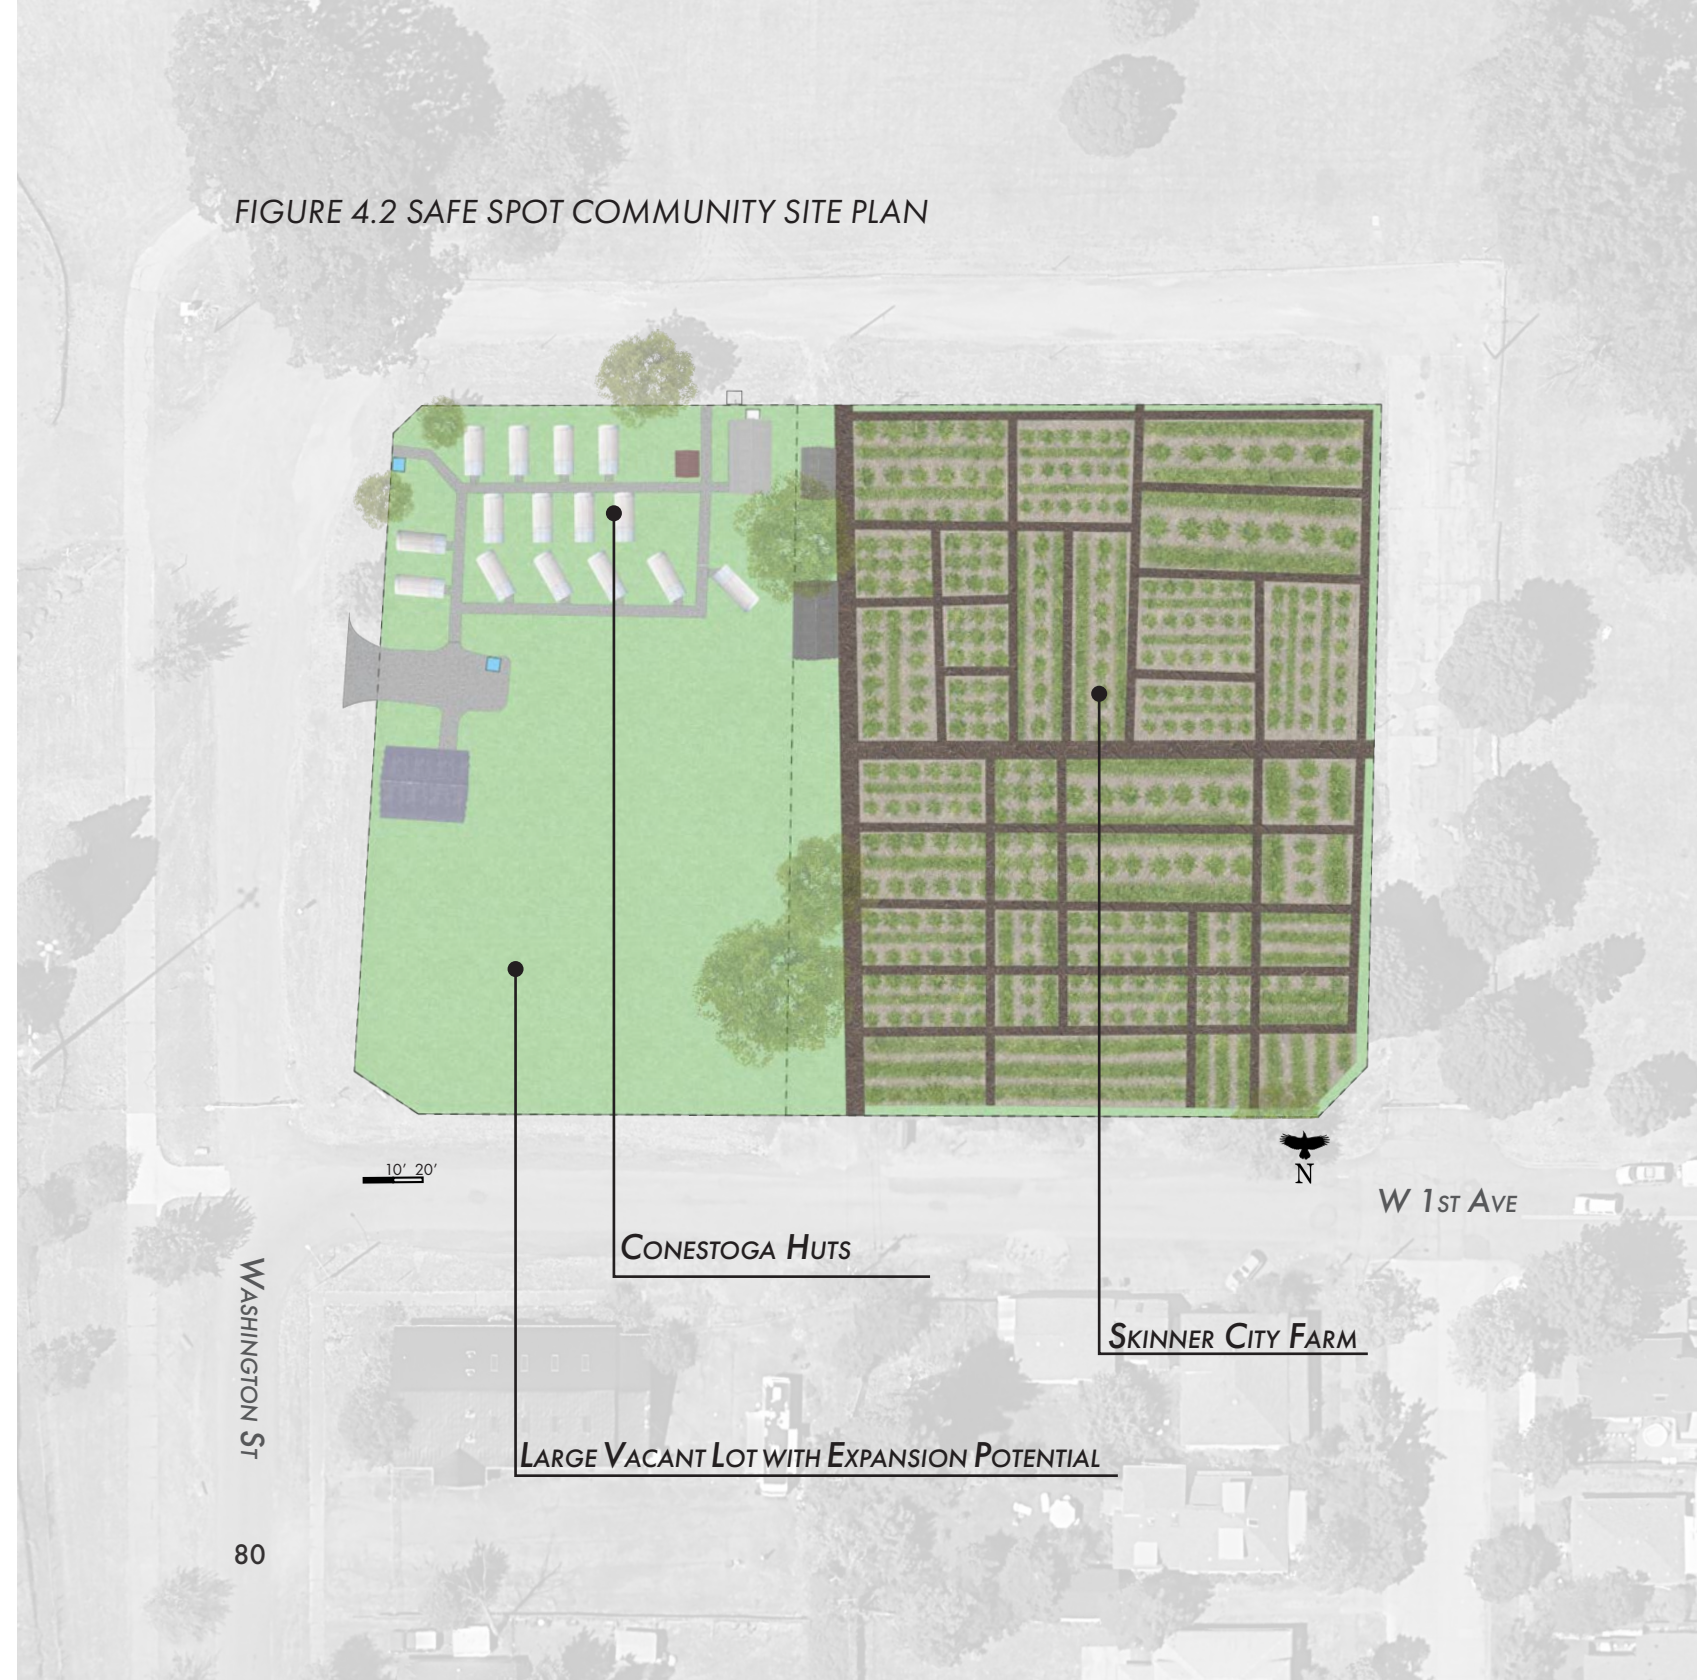 FIGURE 4.2 SAFE SPOT COMMUNITY SITE PLAN
10' 20'
N
W 1ST AVE
CONESTOGA HUTS
WASHINGTON ST
SKINNER CITY FARM
LARGE VACANT LOT WITH EXPANSION POTENTIAL
80